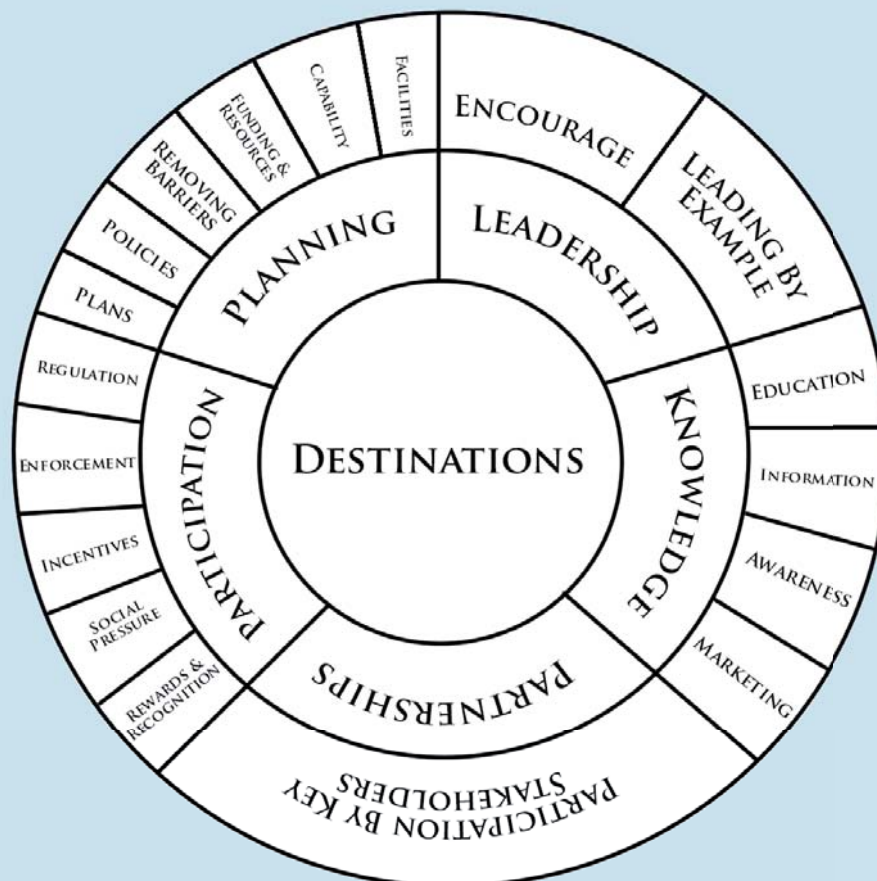 DESTINATIONS
LEADERSHIP
KNOWLEDGE
PARTNERSHIPS
PARTICIPATION
PLANNING
ENCOURAGE
LEADING BY
EXAMPLE
EDUCATION
INFORMATION
AWARENESS
MARKETING
PARTICIPATION BY KEY
STAKEHOLDERS
REWARDS &
RECOGNITION
SOCIAL
PRESSURE
INCENTIVES
ENFORCEMENT
REGULATION
PLANS
POLICIES
REMOVING
BARRIERS
FUNDING &
RESOURCES
CAPABILITY
FACILITIES